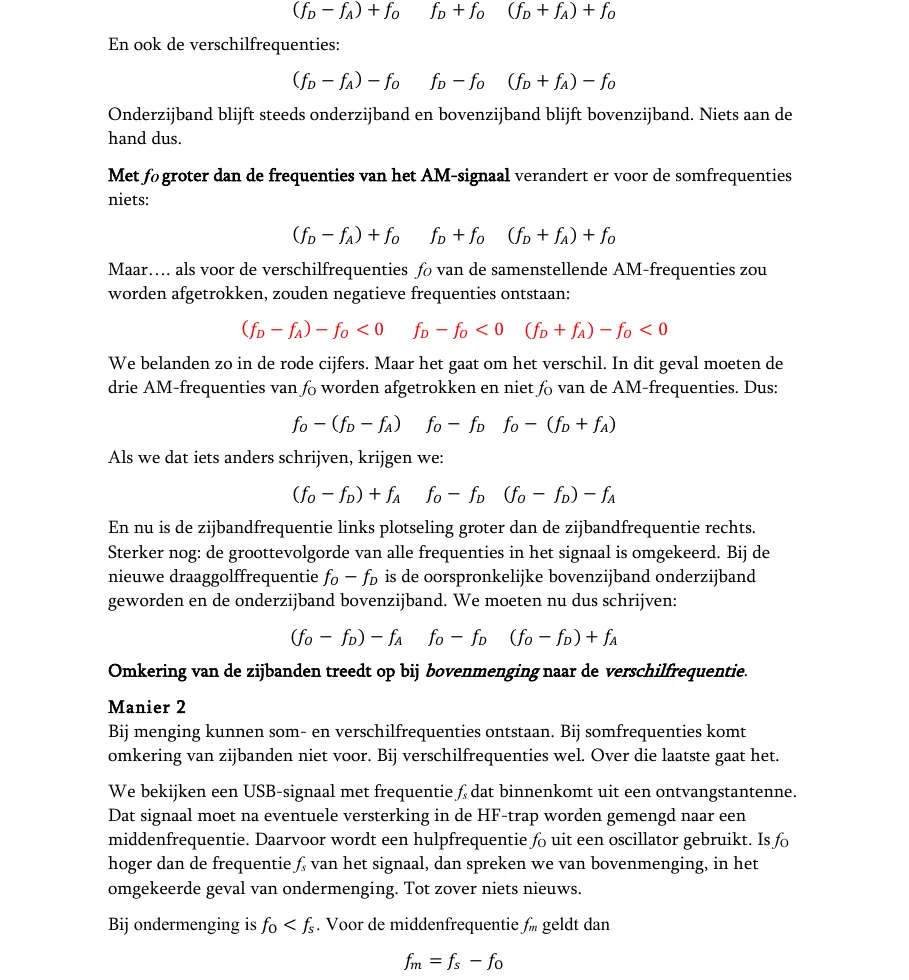 (f_D − f_A) + f_O   f_D + f_O   (f_D + f_A) + f_O
En ook de verschilfrequenties:
(f_D − f_A) − f_O   f_D − f_O   (f_D + f_A) − f_O
Onderzijband blijft steeds onderzijband en bovenzijband blijft bovenzijband. Niets aan de
hand dus.
Met f_O groter dan de frequenties van het AM-signaal verandert er voor de somfrequenties
niets:
(f_D − f_A) + f_O   f_D + f_O   (f_D + f_A) + f_O
Maar…. als voor de verschilfrequenties f_O van de samenstellende AM-frequenties zou
worden afgetrokken, zouden negatieve frequenties ontstaan:
(f_D − f_A) − f_O < 0   f_D − f_O < 0   (f_D + f_A) − f_O < 0
We belanden zo in de rode cijfers. Maar het gaat om het verschil. In dit geval moeten de
drie AM-frequenties van f_O worden afgetrokken en niet f_O van de AM-frequenties. Dus:
f_O − (f_D − f_A)   f_O − f_D   f_O − (f_D + f_A)
Als we dat iets anders schrijven, krijgen we:
(f_O − f_D) + f_A   f_O − f_D   (f_O − f_D) − f_A
En nu is de zijbandfrequentie links plotseling groter dan de zijbandfrequentie rechts.
Sterker nog: de groottevolgorde van alle frequenties in het signaal is omgekeerd. Bij de
nieuwe draaggolffrequentie f_O − f_D is de oorspronkelijke bovenzijband onderzijband
geworden en de onderzijband bovenzijband. We moeten nu dus schrijven:
(f_O − f_D) − f_A   f_O − f_D   (f_O − f_D) + f_A
Omkering van de zijbanden treedt op bij bovenmenging naar de verschilfrequentie.
Manier 2
Bij menging kunnen som- en verschilfrequenties ontstaan. Bij somfrequenties komt
omkering van zijbanden niet voor. Bij verschilfrequenties wel. Over die laatste gaat het.
We bekijken een USB-signaal met frequentie f_s dat binnenkomt uit een ontvangstantenne.
Dat signaal moet na eventuele versterking in de HF-trap worden gemengd naar een
middenfrequentie. Daarvoor wordt een hulpfrequentie f_O uit een oscillator gebruikt. Is f_O
hoger dan de frequentie f_s van het signaal, dan spreken we van bovenmenging, in het
omgekeerde geval van ondermenging. Tot zover niets nieuws.
Bij ondermenging is f_O < f_s. Voor de middenfrequentie f_m geldt dan
f_m = f_s − f_O